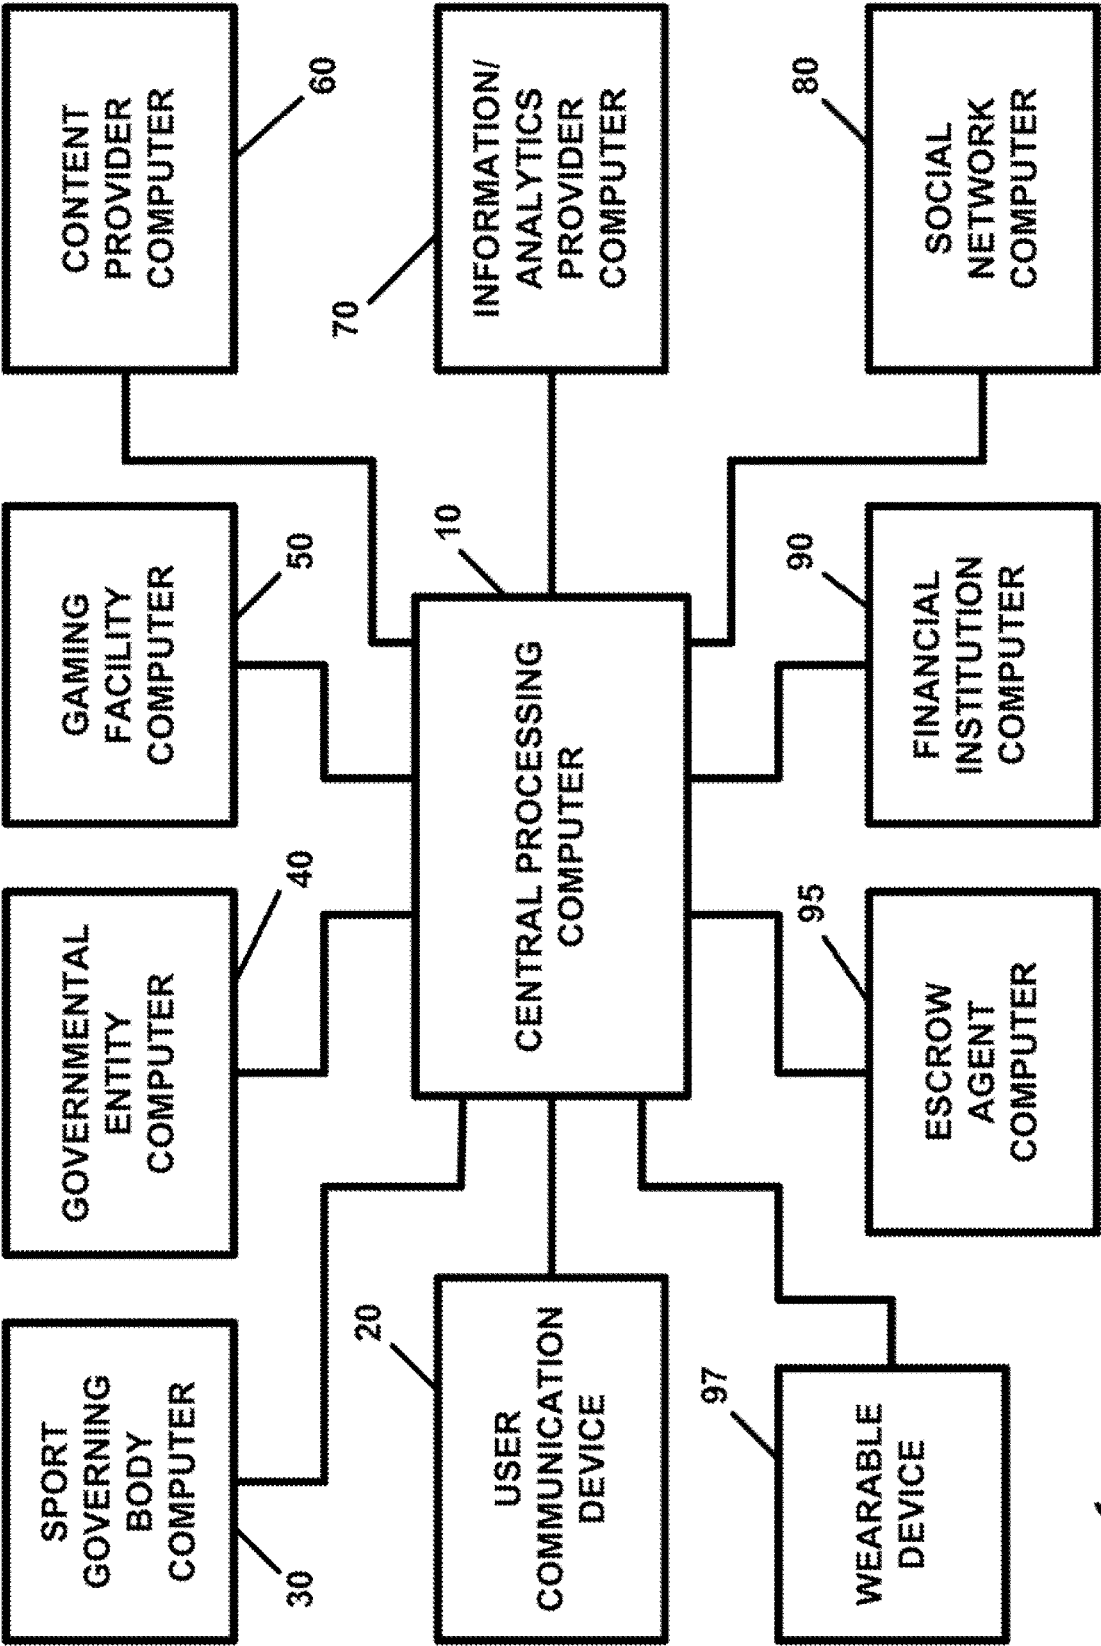 SPORT
GOVERNING
BODY
COMPUTER
30
GOVERNMENTAL
ENTITY
COMPUTER
40
GAMING
FACILITY
COMPUTER
50
CONTENT
PROVIDER
COMPUTER
60
USER
COMMUNICATION
DEVICE
20
CENTRAL PROCESSING
COMPUTER
10
INFORMATION/
ANALYTICS
PROVIDER
COMPUTER
70
WEARABLE
DEVICE
97
ESCROW
AGENT
COMPUTER
95
FINANCIAL
INSTITUTION
COMPUTER
90
SOCIAL
NETWORK
COMPUTER
80